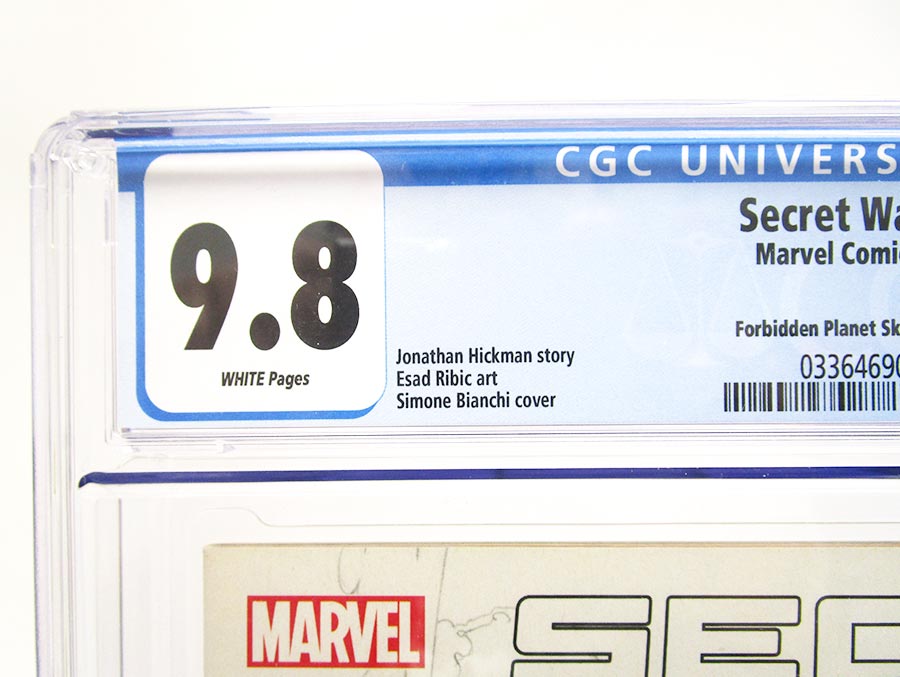 CGC UNIVERS
9.8
WHITE Pages
Secret Wa
Marvel Comi
Forbidden Planet Sk
Jonathan Hickman story
Esad Ribic art
Simone Bianchi cover
03364690
MARVEL
SEC